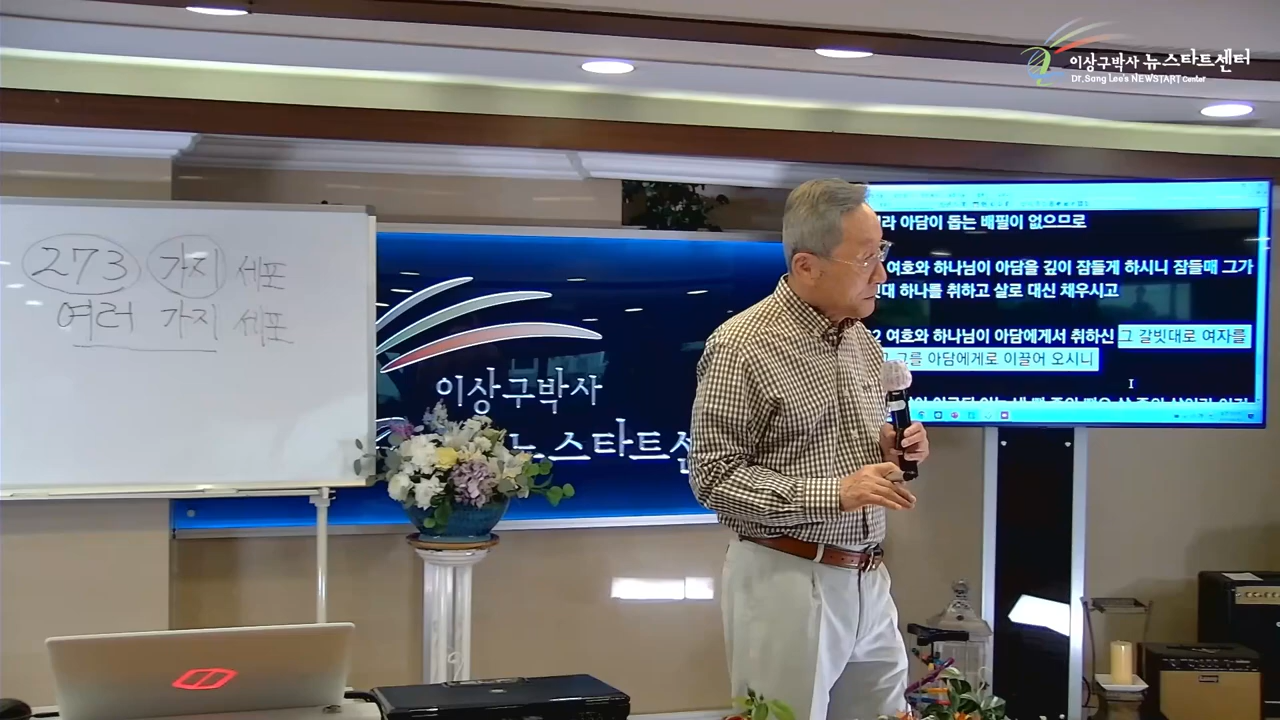 이상구박사 뉴스타트센터
Dr. Sang Lee's NEWSTART Center
273 가지 세포
여러 가지 세포
이상구박사
뉴스타트센
라 아담이 돕는 배필이 없으므로
여호와 하나님이 아담을 깊이 잠들게 하시니 잠들매 그가
하나를 취하고 살로 대신 채우시고
2 여호와 하나님이 아담에게서 취하신 그 갈빗대로 여자를
그를 아담에게로 이끌어 오시니